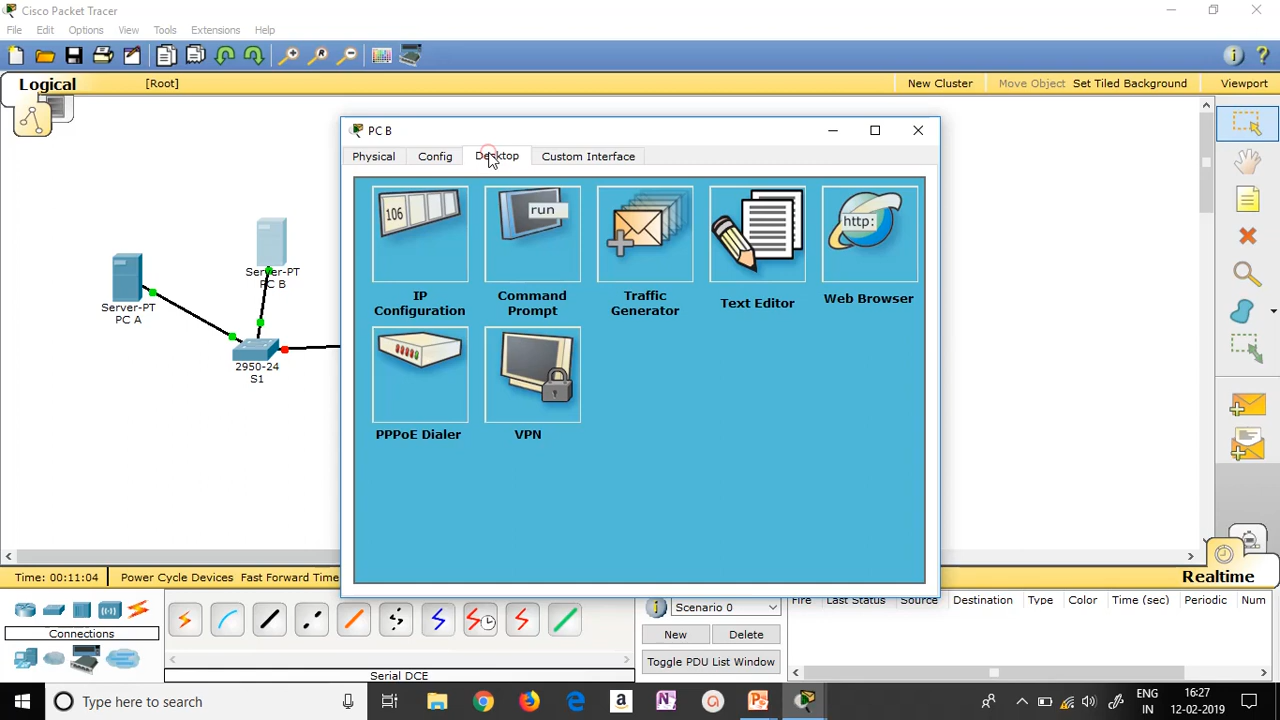 Cisco Packet Tracer
File Edit Options View Tools Extensions Help
Logical
[Root]
New Cluster
Move Object
Set Tiled Background
Viewport
PC B
Physical
Config
Desktop
Custom Interface
106
run
http:
IP
Configuration
Command
Prompt
Traffic
Generator
Text Editor
Web Browser
PPPoE Dialer
VPN
Server-PT
PC B
Server-PT
PC A
2950-24
S1
Time: 00:11:04
Power Cycle Devices
Fast Forward Time
Realtime
Connections
Serial DCE
Scenario 0
New
Delete
Toggle PDU List Window
Fire Last Status Source Destination Type Color Time (sec) Periodic Num
Type here to search
ENG
IN
16:27
12-02-2019